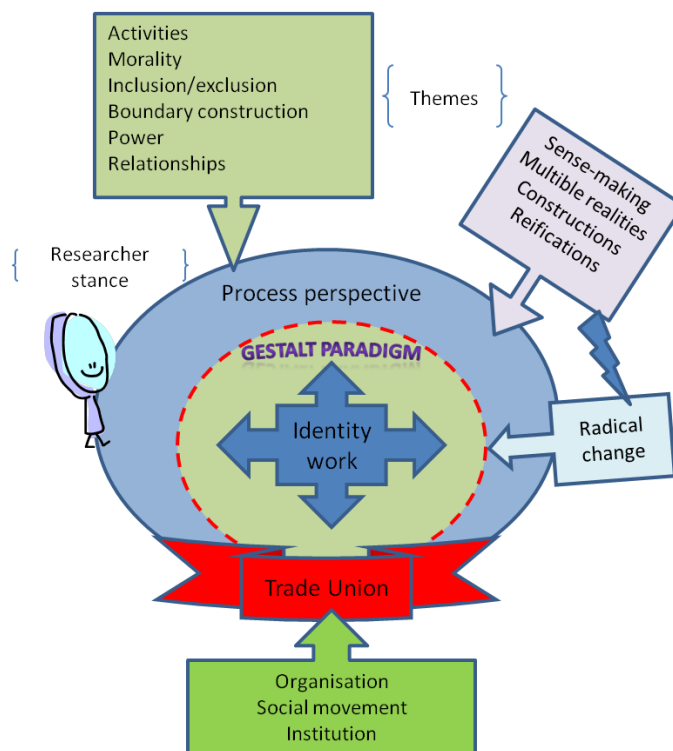 Activities
Morality
Inclusion/exclusion
Boundary construction
Power
Relationships
Themes
Sense-making
Multible realities
Constructions
Reifications
Researcher
stance
Process perspective
GESTALT PARADIGM
Identity
work
Radical
change
Trade Union
Organisation
Social movement
Institution